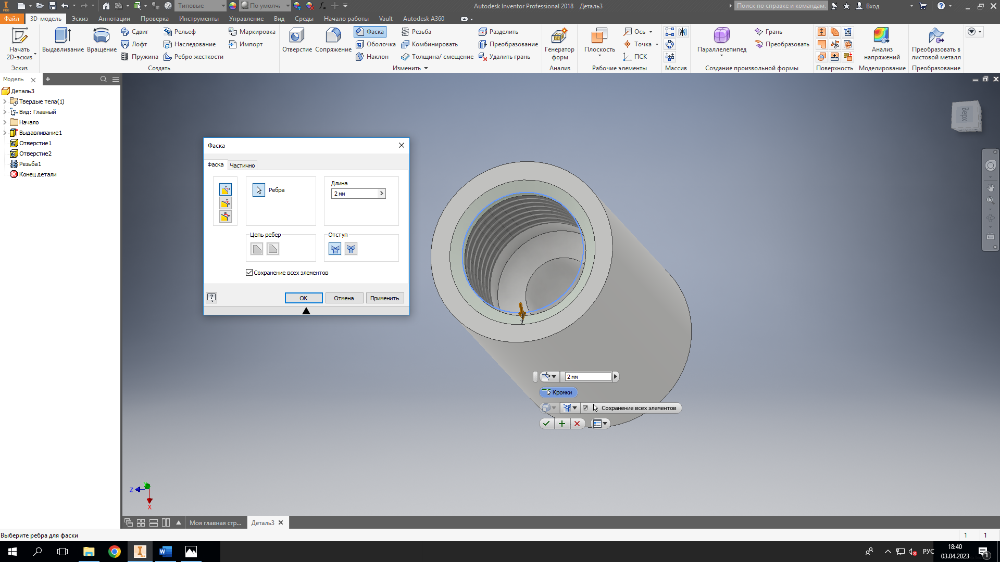 Типовые
По умолча
Autodesk Inventor Professional 2018 Деталь3
Поиск по справке и командам.
Вход
Файл 3D-модель Эскиз Аннотации Проверка Инструменты Управление Вид Среды Начало работы Vault Autodesk A360
Начать 2D-эскиз
Выдавливание
Вращение
Сдвиг
Лофт
Пружина
Рельеф
Наследование
Ребро жесткости
Маркировка
Импорт
Отверстие
Сопряжение
Фаска
Оболочка
Наклон
Резьба
Комбинировать
Толщина/ смещение
Разделить
Преобразование
Удалить грань
Генератор форм
Плоскость
Ось
Точка
ПСК
Параллелепипед
Грань
Преобразовать
Анализ напряжений
Преобразовать в листовой металл
Эскиз
Создать
Изменить
Анализ
Рабочие элементы
Массив
Создание произвольной формы
Поверхность
Моделирование
Преобразование
Модель
Деталь3
Твердые тела(1)
Вид: Главный
Начало
Выдавливание1
Отверстие1
Отверстие2
Резьба1
Конец детали
Верх
Фаска
Фаска
Частично
Ребра
Длина
2 мм
Цепь ребер
Отступ
Сохранение всех элементов
ОК
Отмена
Применить
2 мм
Кромки
Сохранение всех элементов
Z
X
Моя главная стр...
Деталь3
Выберите ребра для фаски
1 1
РУС
18:40
03.04.2023
1